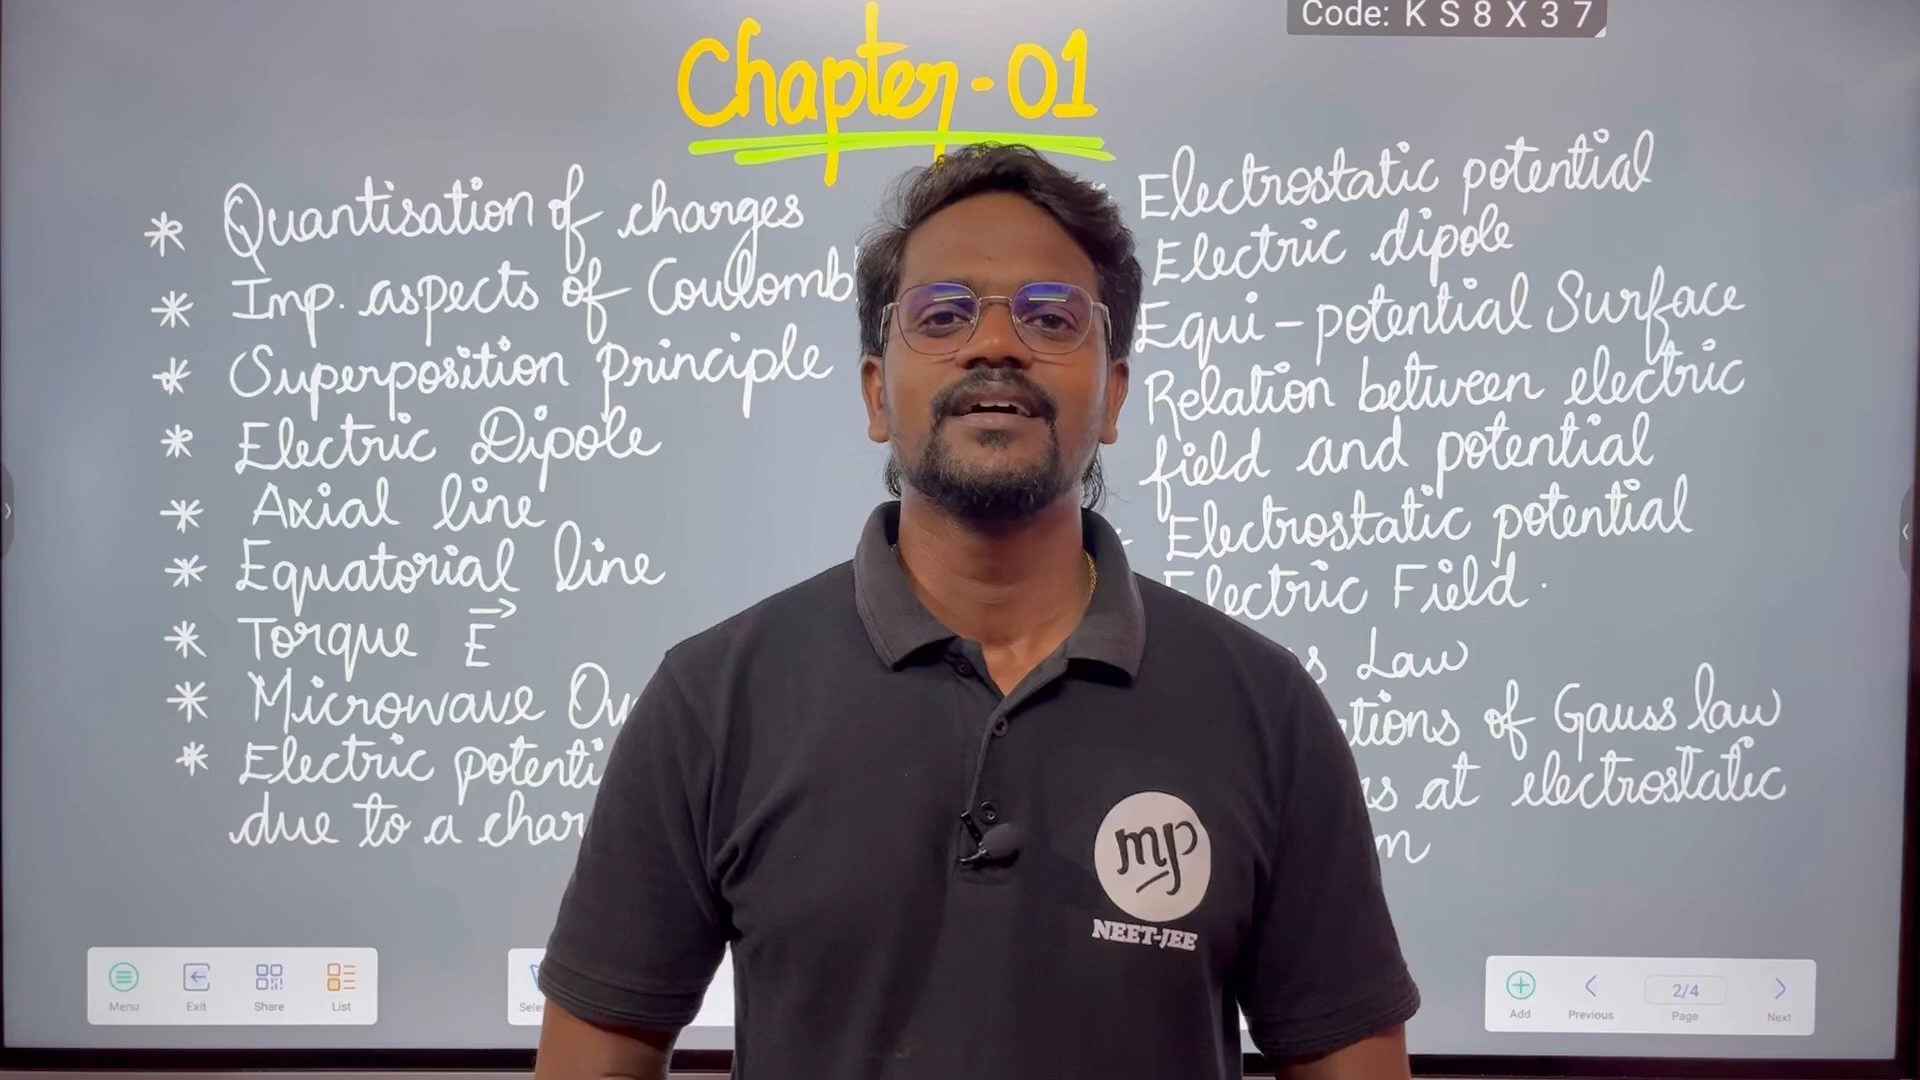 Code: KS8X37
Chapter-01
* Quantisation of charges
* Imp. aspects of Coulomb
* Superposition principle
* Electric Dipole
* Axial line
* Equatorial line
* Torque E→
* Microwave
* Electric
due to a
Electrostatic potential
Electric dipole
Equi-potential Surface
Relation between electric
field and potential
Electrostatic potential
Electric Field.
Law
of Gauss law
at electrostatic
mp
NEET-JEE
Menu Exit Share List
Add Previous 2/4 Page Next